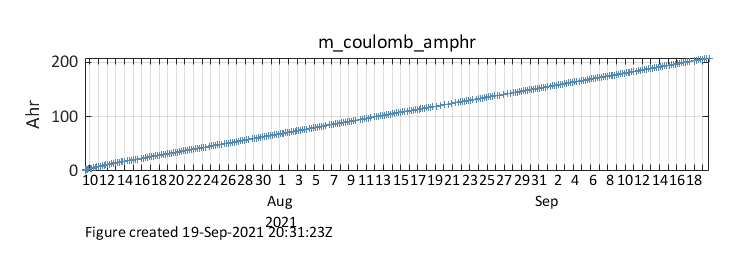 m_coulomb_amphr
Ahr
200
100
0
10 12 14 16 18 20 22 24 26 28 30 1 3 5 7 9 11 13 15 17 19 21 23 25 27 29 31 2 4 6 8 10 12 14 16 18
Aug Sep
2021
Figure created 19-Sep-2021 20:31:23Z